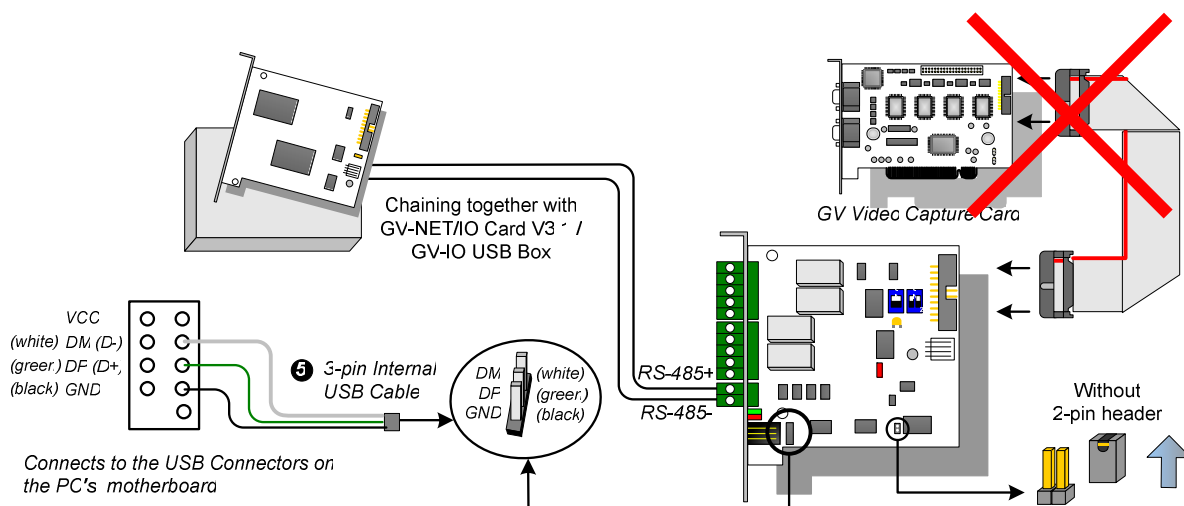 GV Video Capture Card
Chaining together with
GV-NET/IO Card V3.1 /
GV-IO USB Box
VCC
(white) DM (D-)
(green) DP (D+)
(black) GND
5 3-pin Internal
USB Cable
DM (white)
DP (green)
GND (black)
RS-485+
RS-485-
Without
2-pin header
Connects to the USB Connectors on
the PC's motherboard